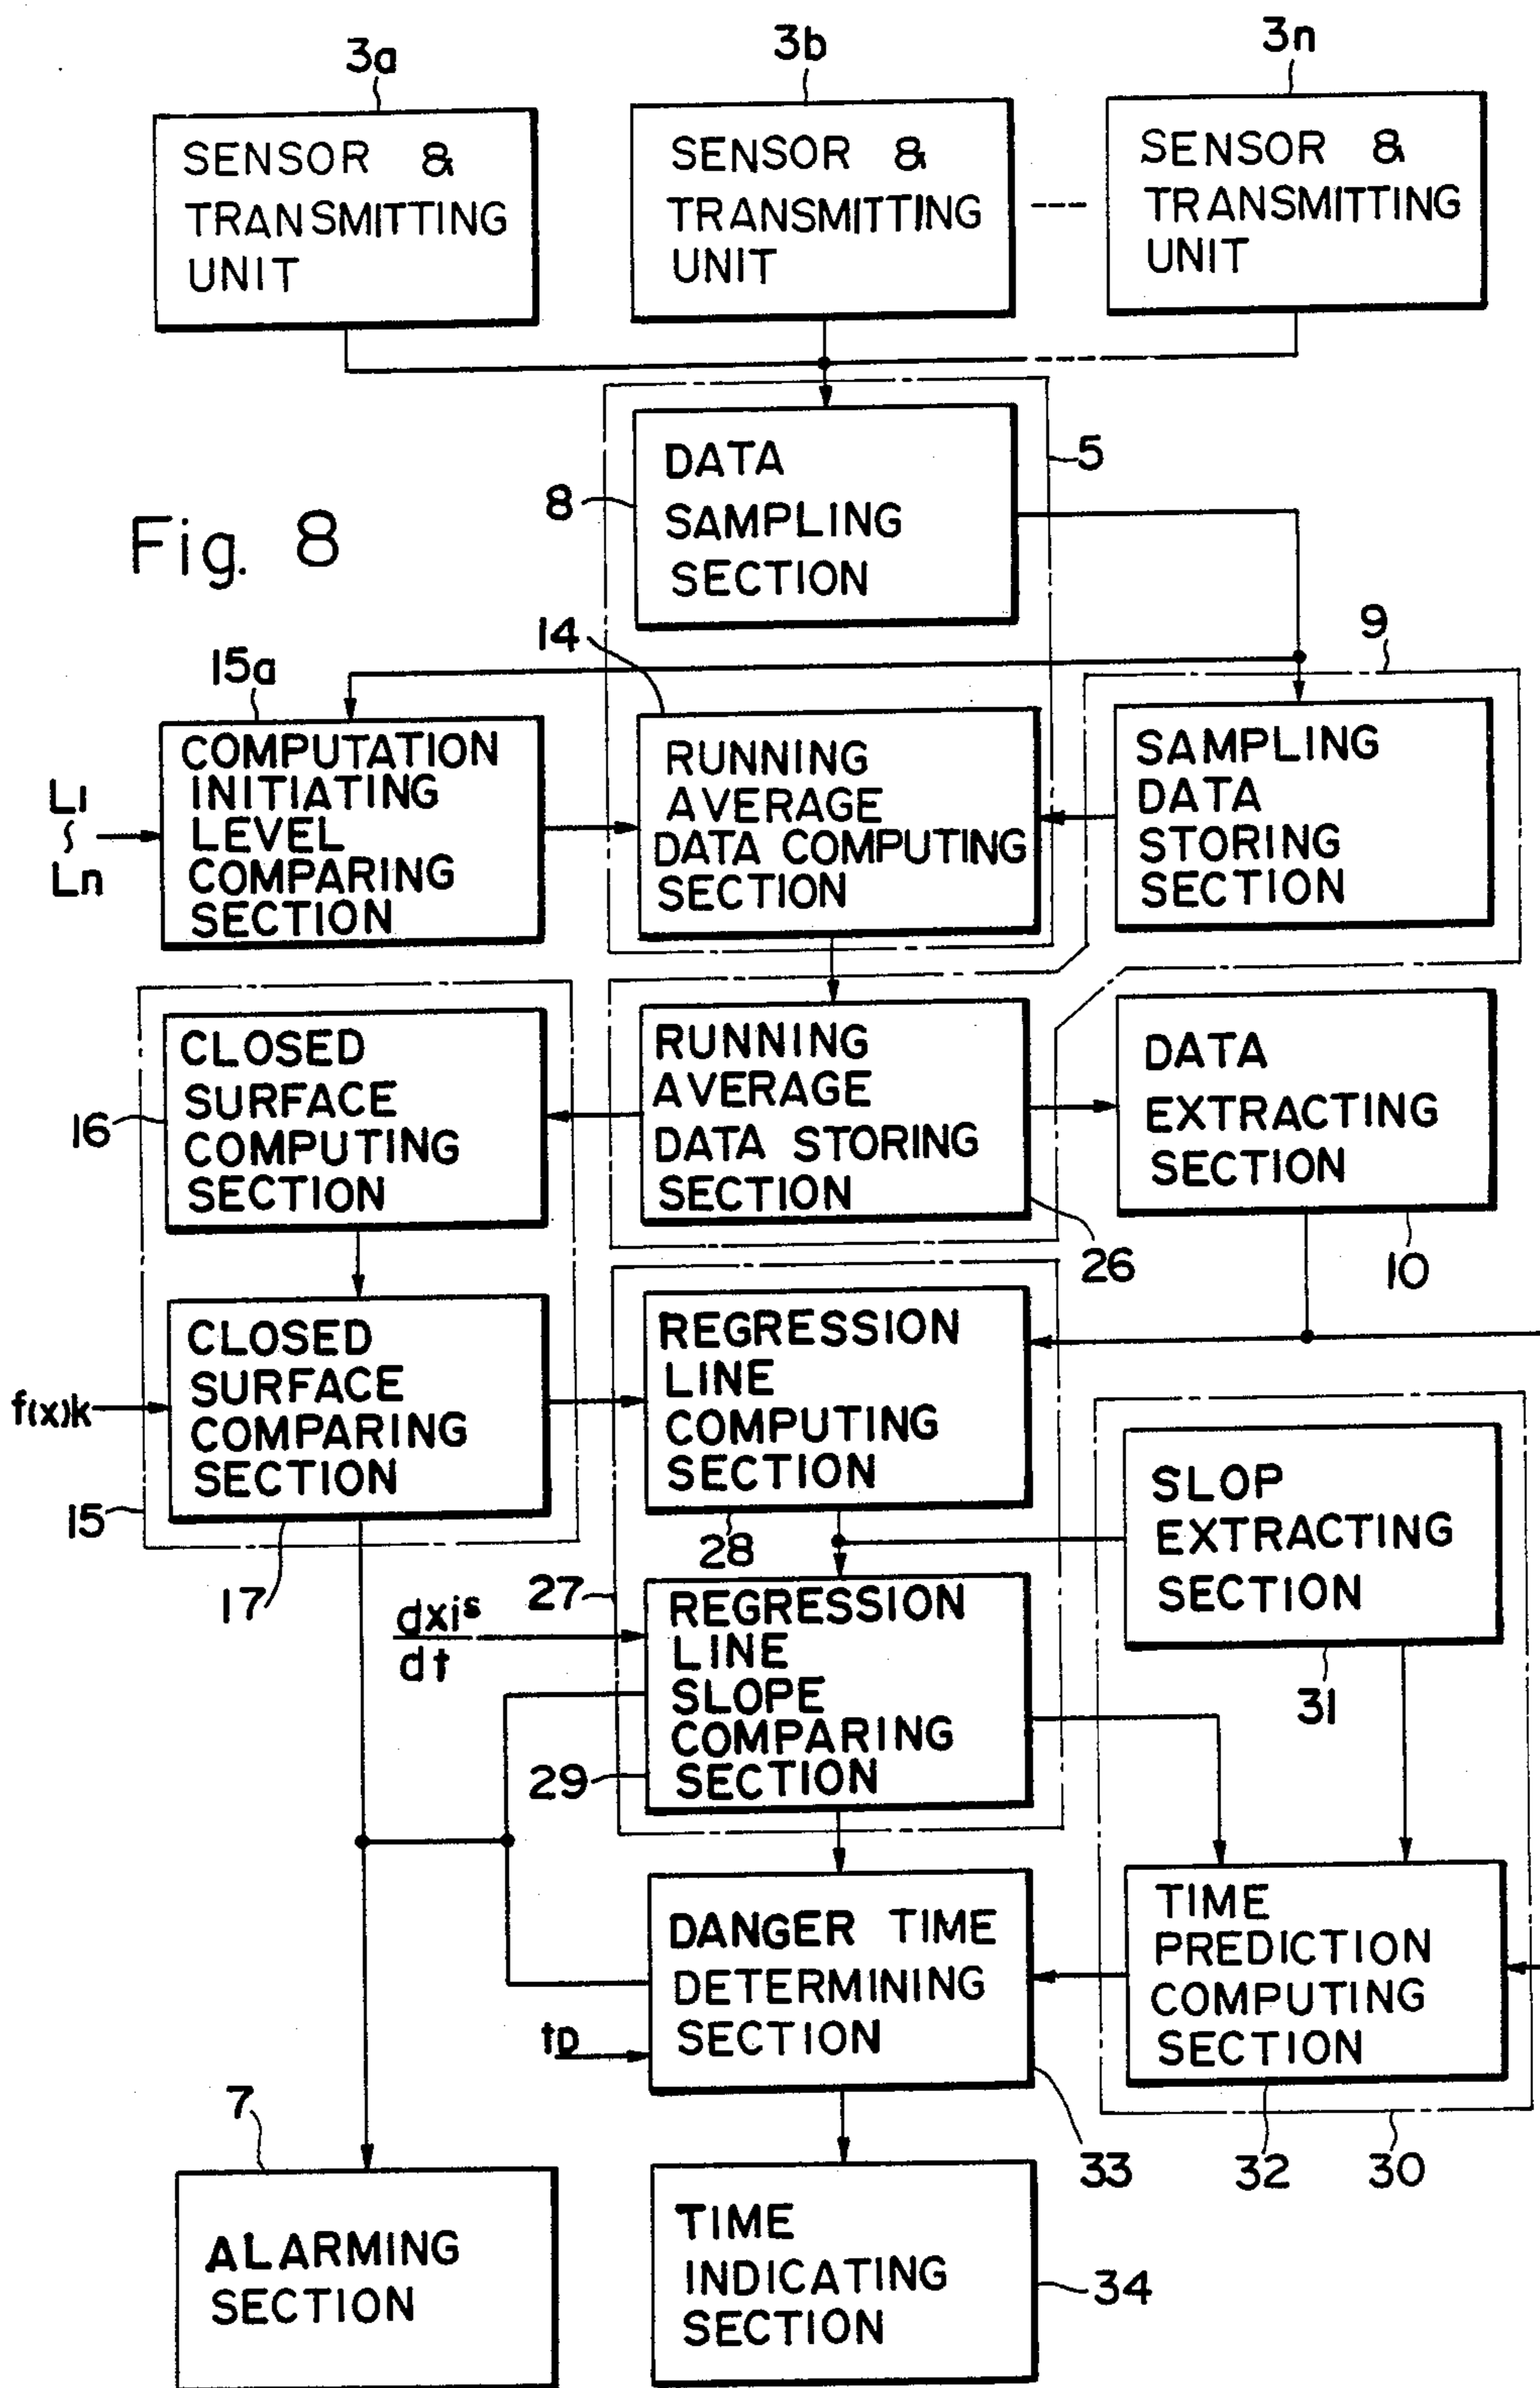 3a
3b
3n
SENSOR &
TRANSMITTING
UNIT
SENSOR &
TRANSMITTING
UNIT
SENSOR &
TRANSMITTING
UNIT
5
DATA
SAMPLING
SECTION
8
Fig. 8
14
9
15a
COMPUTATION
INITIATING
LEVEL
COMPARING
SECTION
L1
Ln
RUNNING
AVERAGE
DATA COMPUTING
SECTION
SAMPLING
DATA
STORING
SECTION
CLOSED
SURFACE
COMPUTING
SECTION
16
RUNNING
AVERAGE
DATA STORING
SECTION
26
DATA
EXTRACTING
SECTION
10
CLOSED
SURFACE
COMPARING
SECTION
f(x)k
15
17
REGRESSION
LINE
COMPUTING
SECTION
28
SLOP
EXTRACTING
SECTION
31
27
dxiˢ
dt
REGRESSION
LINE
SLOPE
COMPARING
SECTION
29
DANGER TIME
DETERMINING
SECTION
tD
33
TIME
PREDICTION
COMPUTING
SECTION
32
30
7
ALARMING
SECTION
TIME
INDICATING
SECTION
34